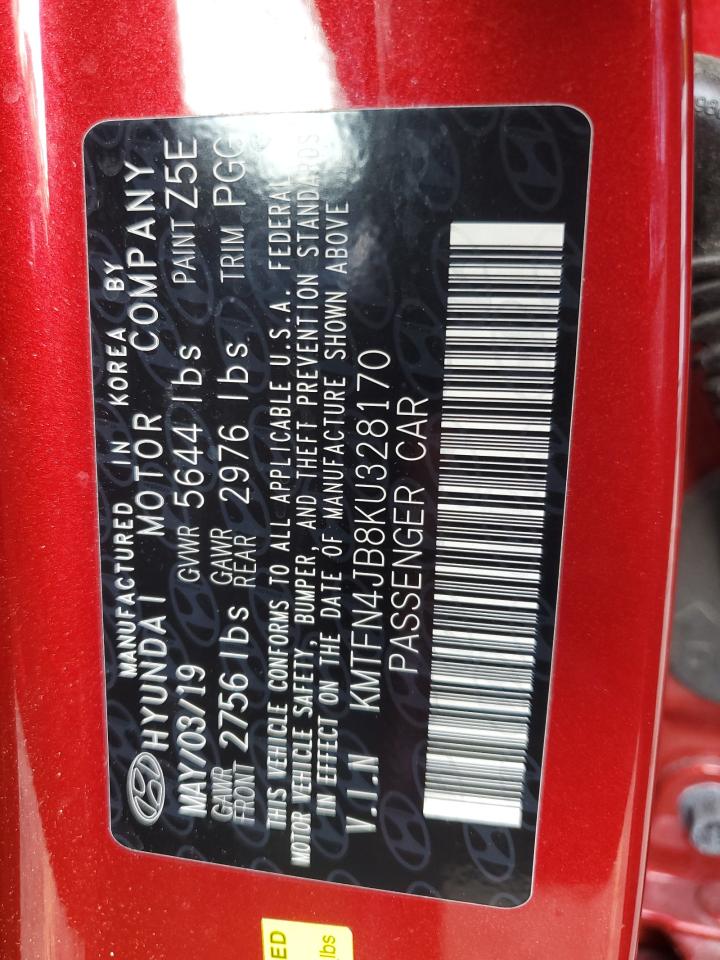 MANUFACTURED IN KOREA BY
HYUNDAI MOTOR COMPANY
MAY/03/19 GVWR 5644 lbs PAINT Z5E
GAWR FRONT 2756 lbs GAWR REAR 2976 lbs TRIM PGG
THIS VEHICLE CONFORMS TO ALL APPLICABLE U.S.A. FEDERAL
MOTOR VEHICLE SAFETY, BUMPER, AND THEFT PREVENTION STANDARDS
IN EFFECT ON THE DATE OF MANUFACTURE SHOWN ABOVE
V.I.N KMTFN4JB8KU328170
PASSENGER CAR
lbs